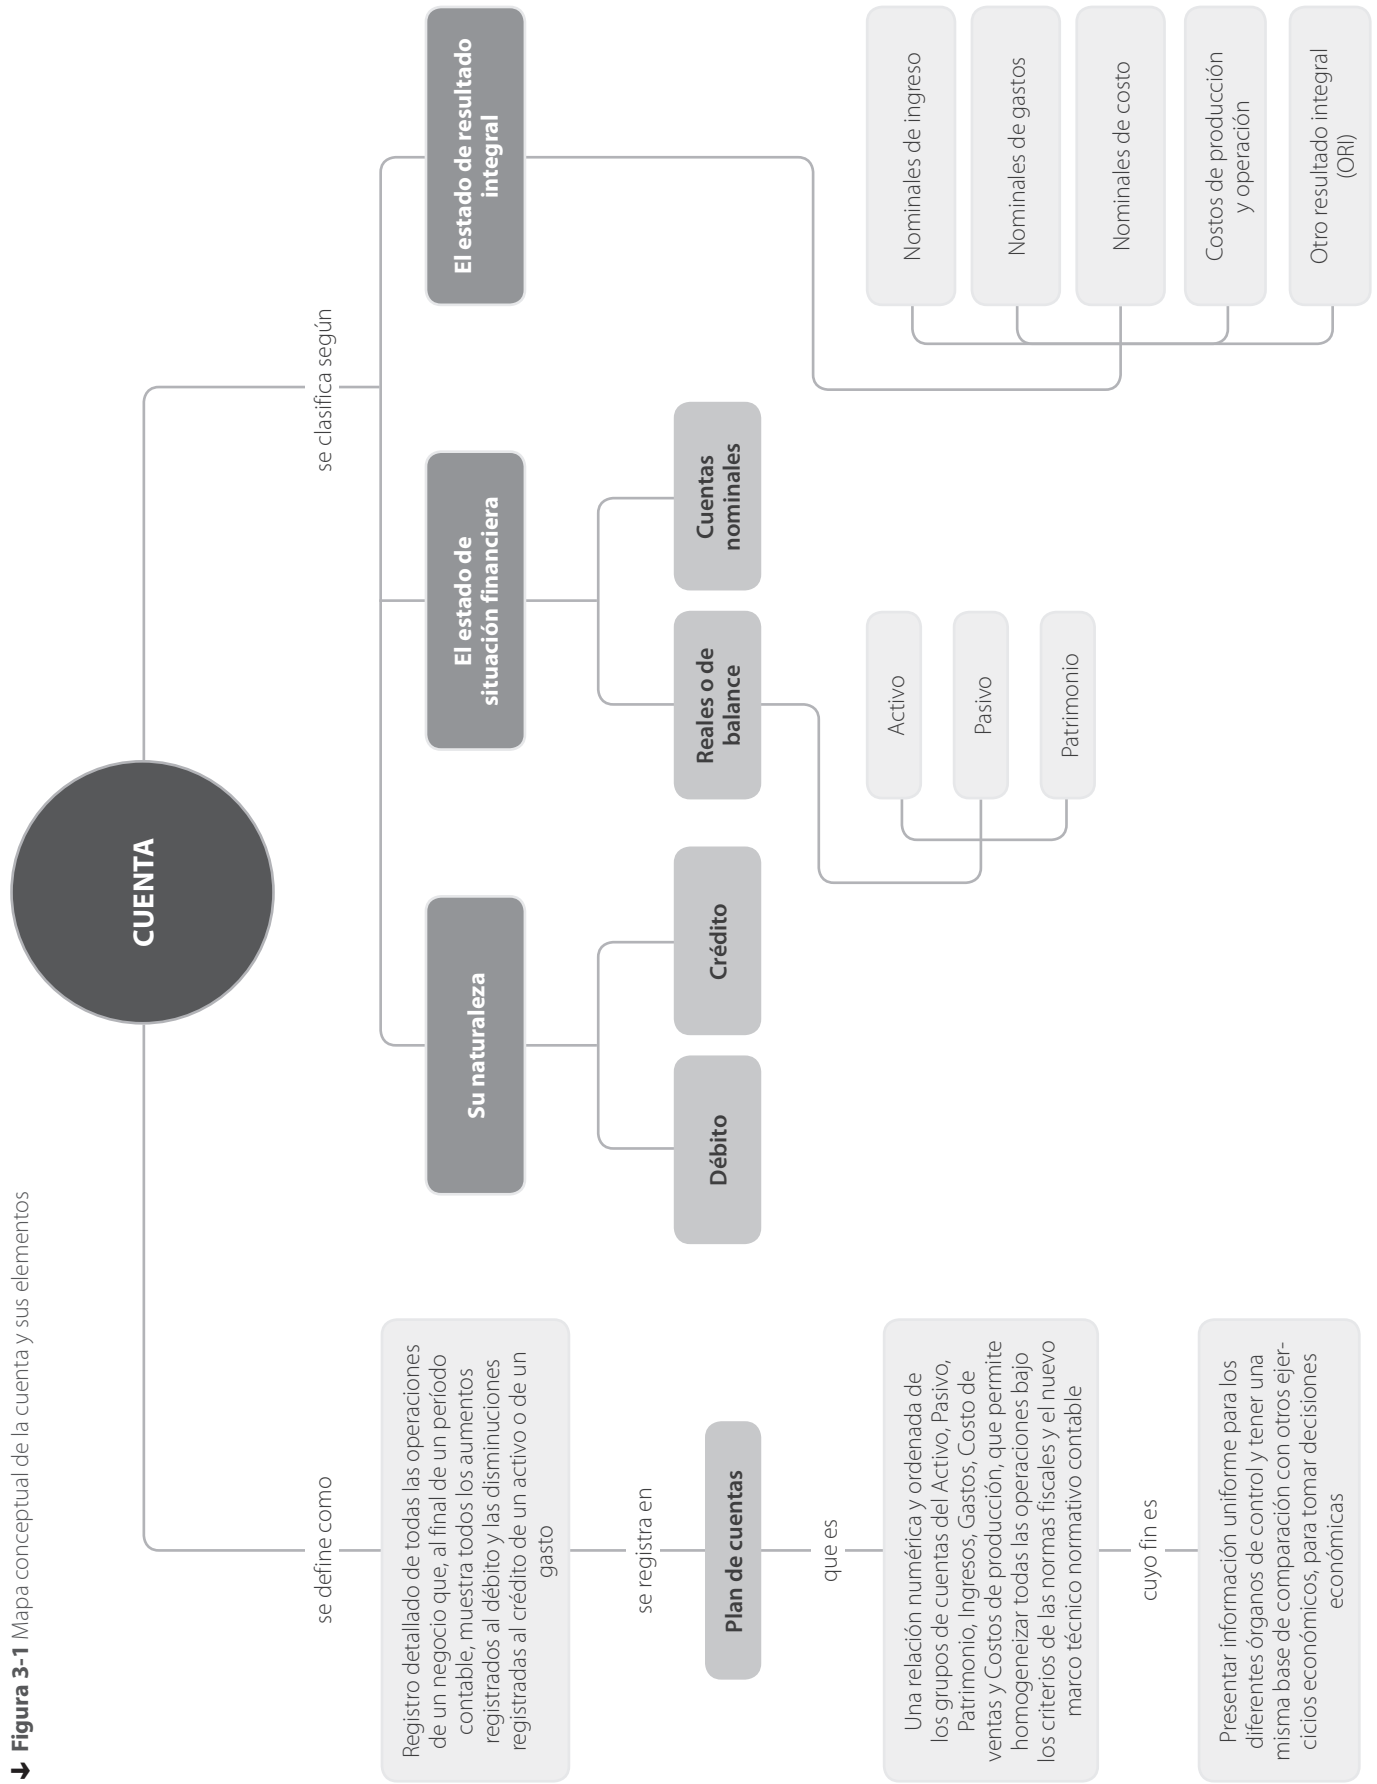 ↓ Figura 3-1 Mapa conceptual de la cuenta y sus elementos
CUENTA
se define como
Registro detallado de todas las operaciones
de un negocio que, al final de un período
contable, muestra todos los aumentos
registrados al débito y las disminuciones
registradas al crédito de un activo o de un
gasto
se registra en
Plan de cuentas
que es
Una relación numérica y ordenada de
los grupos de cuentas del Activo, Pasivo,
Patrimonio, Ingresos, Gastos, Costo de
ventas y Costos de producción, que permite
homogeneizar todas las operaciones bajo
los criterios de las normas fiscales y el nuevo
marco técnico normativo contable
cuyo fin es
Presentar información uniforme para los
diferentes órganos de control y tener una
misma base de comparación con otros ejer-
cicios económicos, para tomar decisiones
económicas
se clasifica según
Su naturaleza
Débito
Crédito
El estado de
situación financiera
Reales o de
balance
Activo
Pasivo
Patrimonio
Cuentas
nominales
El estado de resultado
integral
Nominales de ingreso
Nominales de gastos
Nominales de costo
Costos de producción
y operación
Otro resultado integral
(ORI)